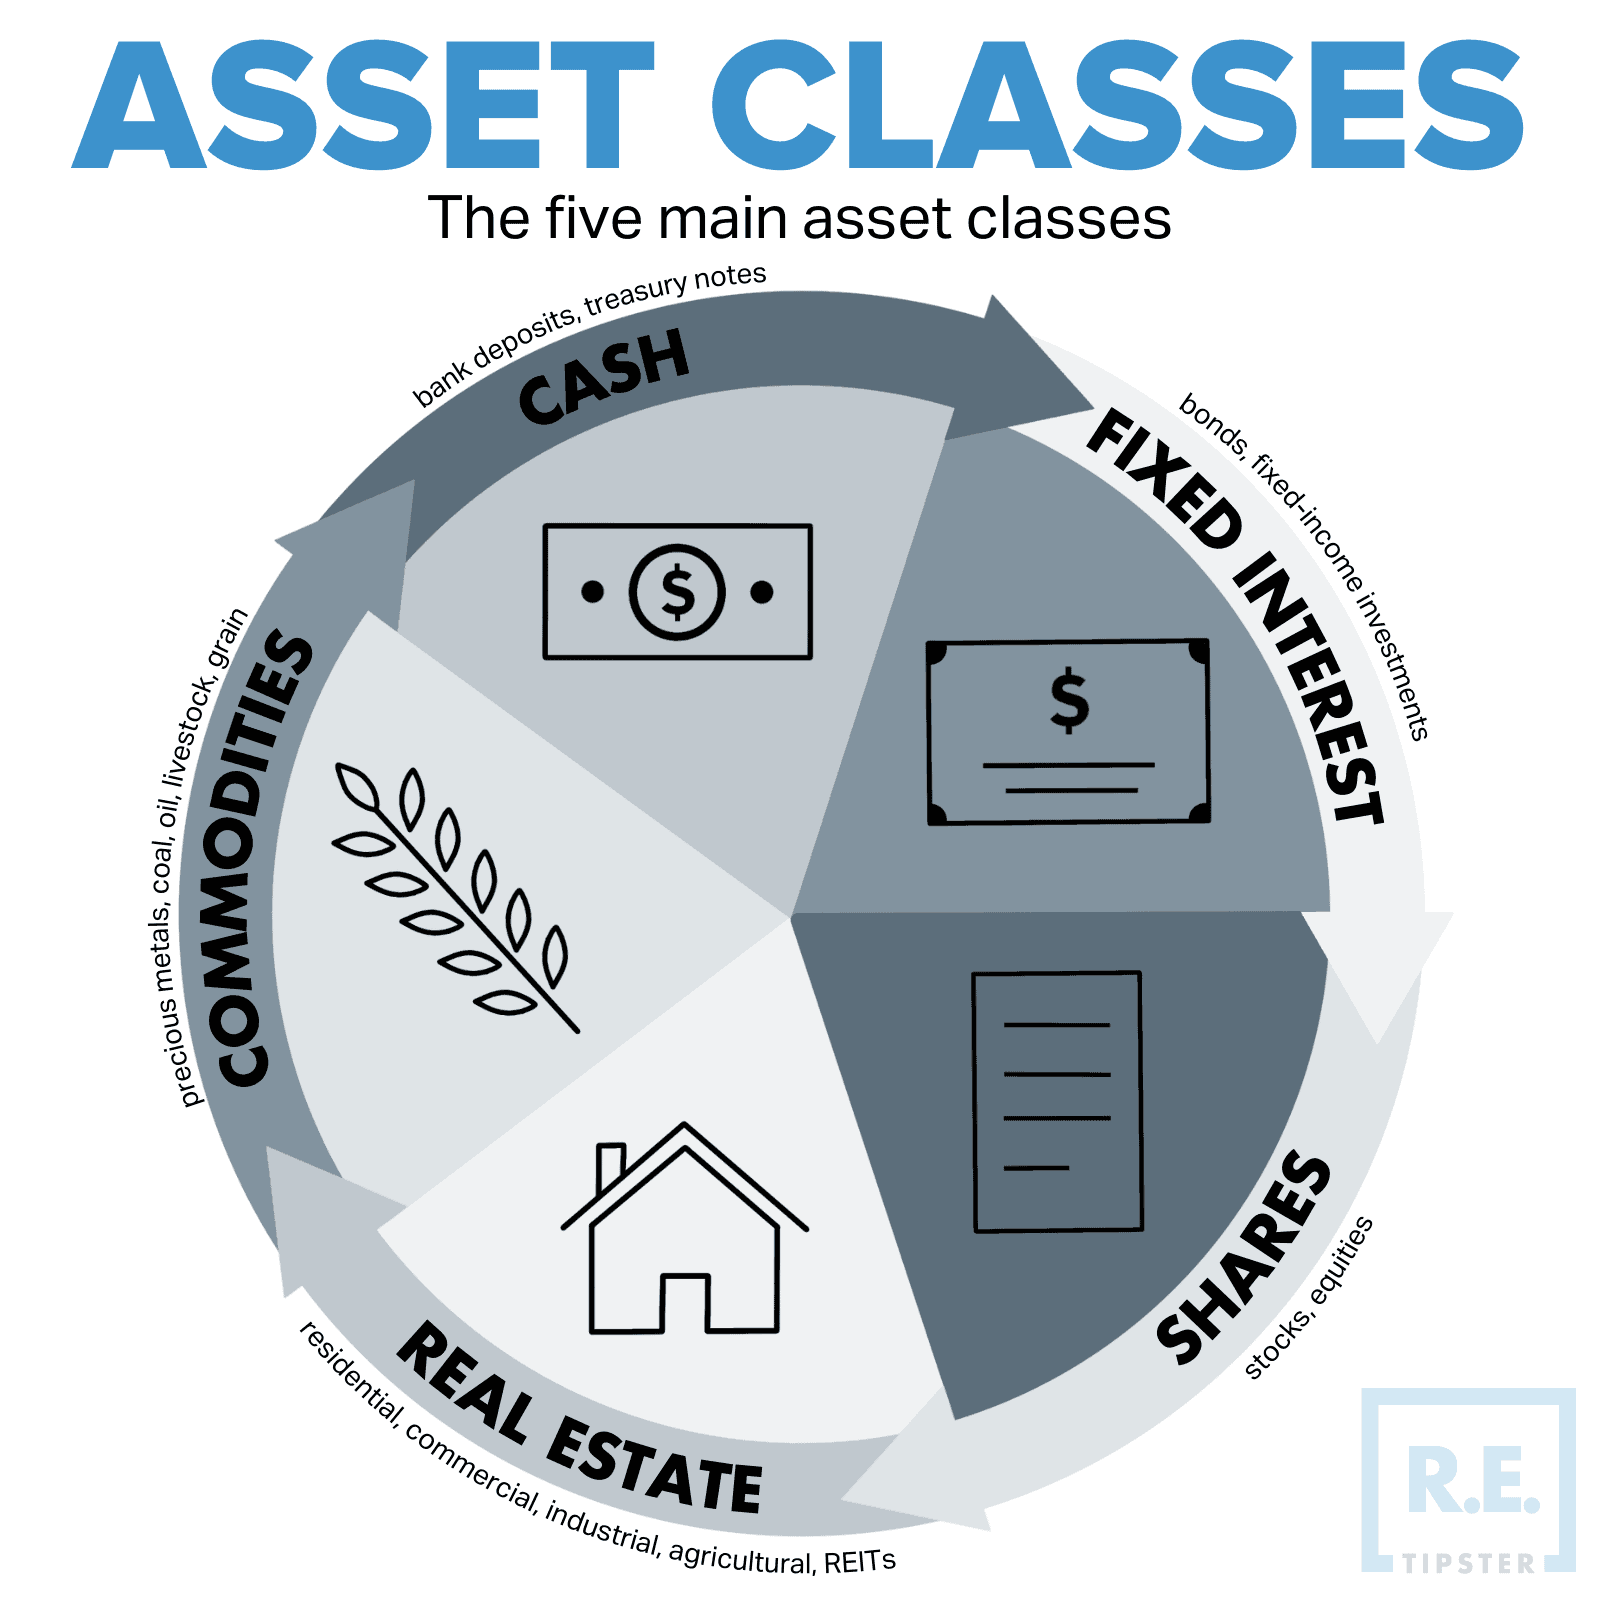 ASSET CLASSES
The five main asset classes
bank deposits, treasury notes
CASH
bonds, fixed-income investments
FIXED INTEREST
$
$
precious metals, coal, oil, livestock, grain
COMMODITIES
SHARES
stocks, equities
REAL ESTATE
residential, commercial, industrial, agricultural, REITs
R.E.
TIPSTER